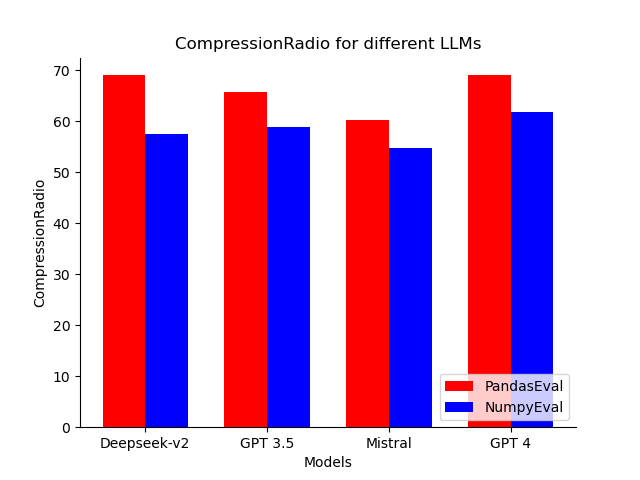 CompressionRadio for different LLMs
70
60
50
40
30
20
10
0
CompressionRadio
Deepseek-v2
GPT 3.5
Mistral
GPT 4
Models
PandasEval
NumpyEval